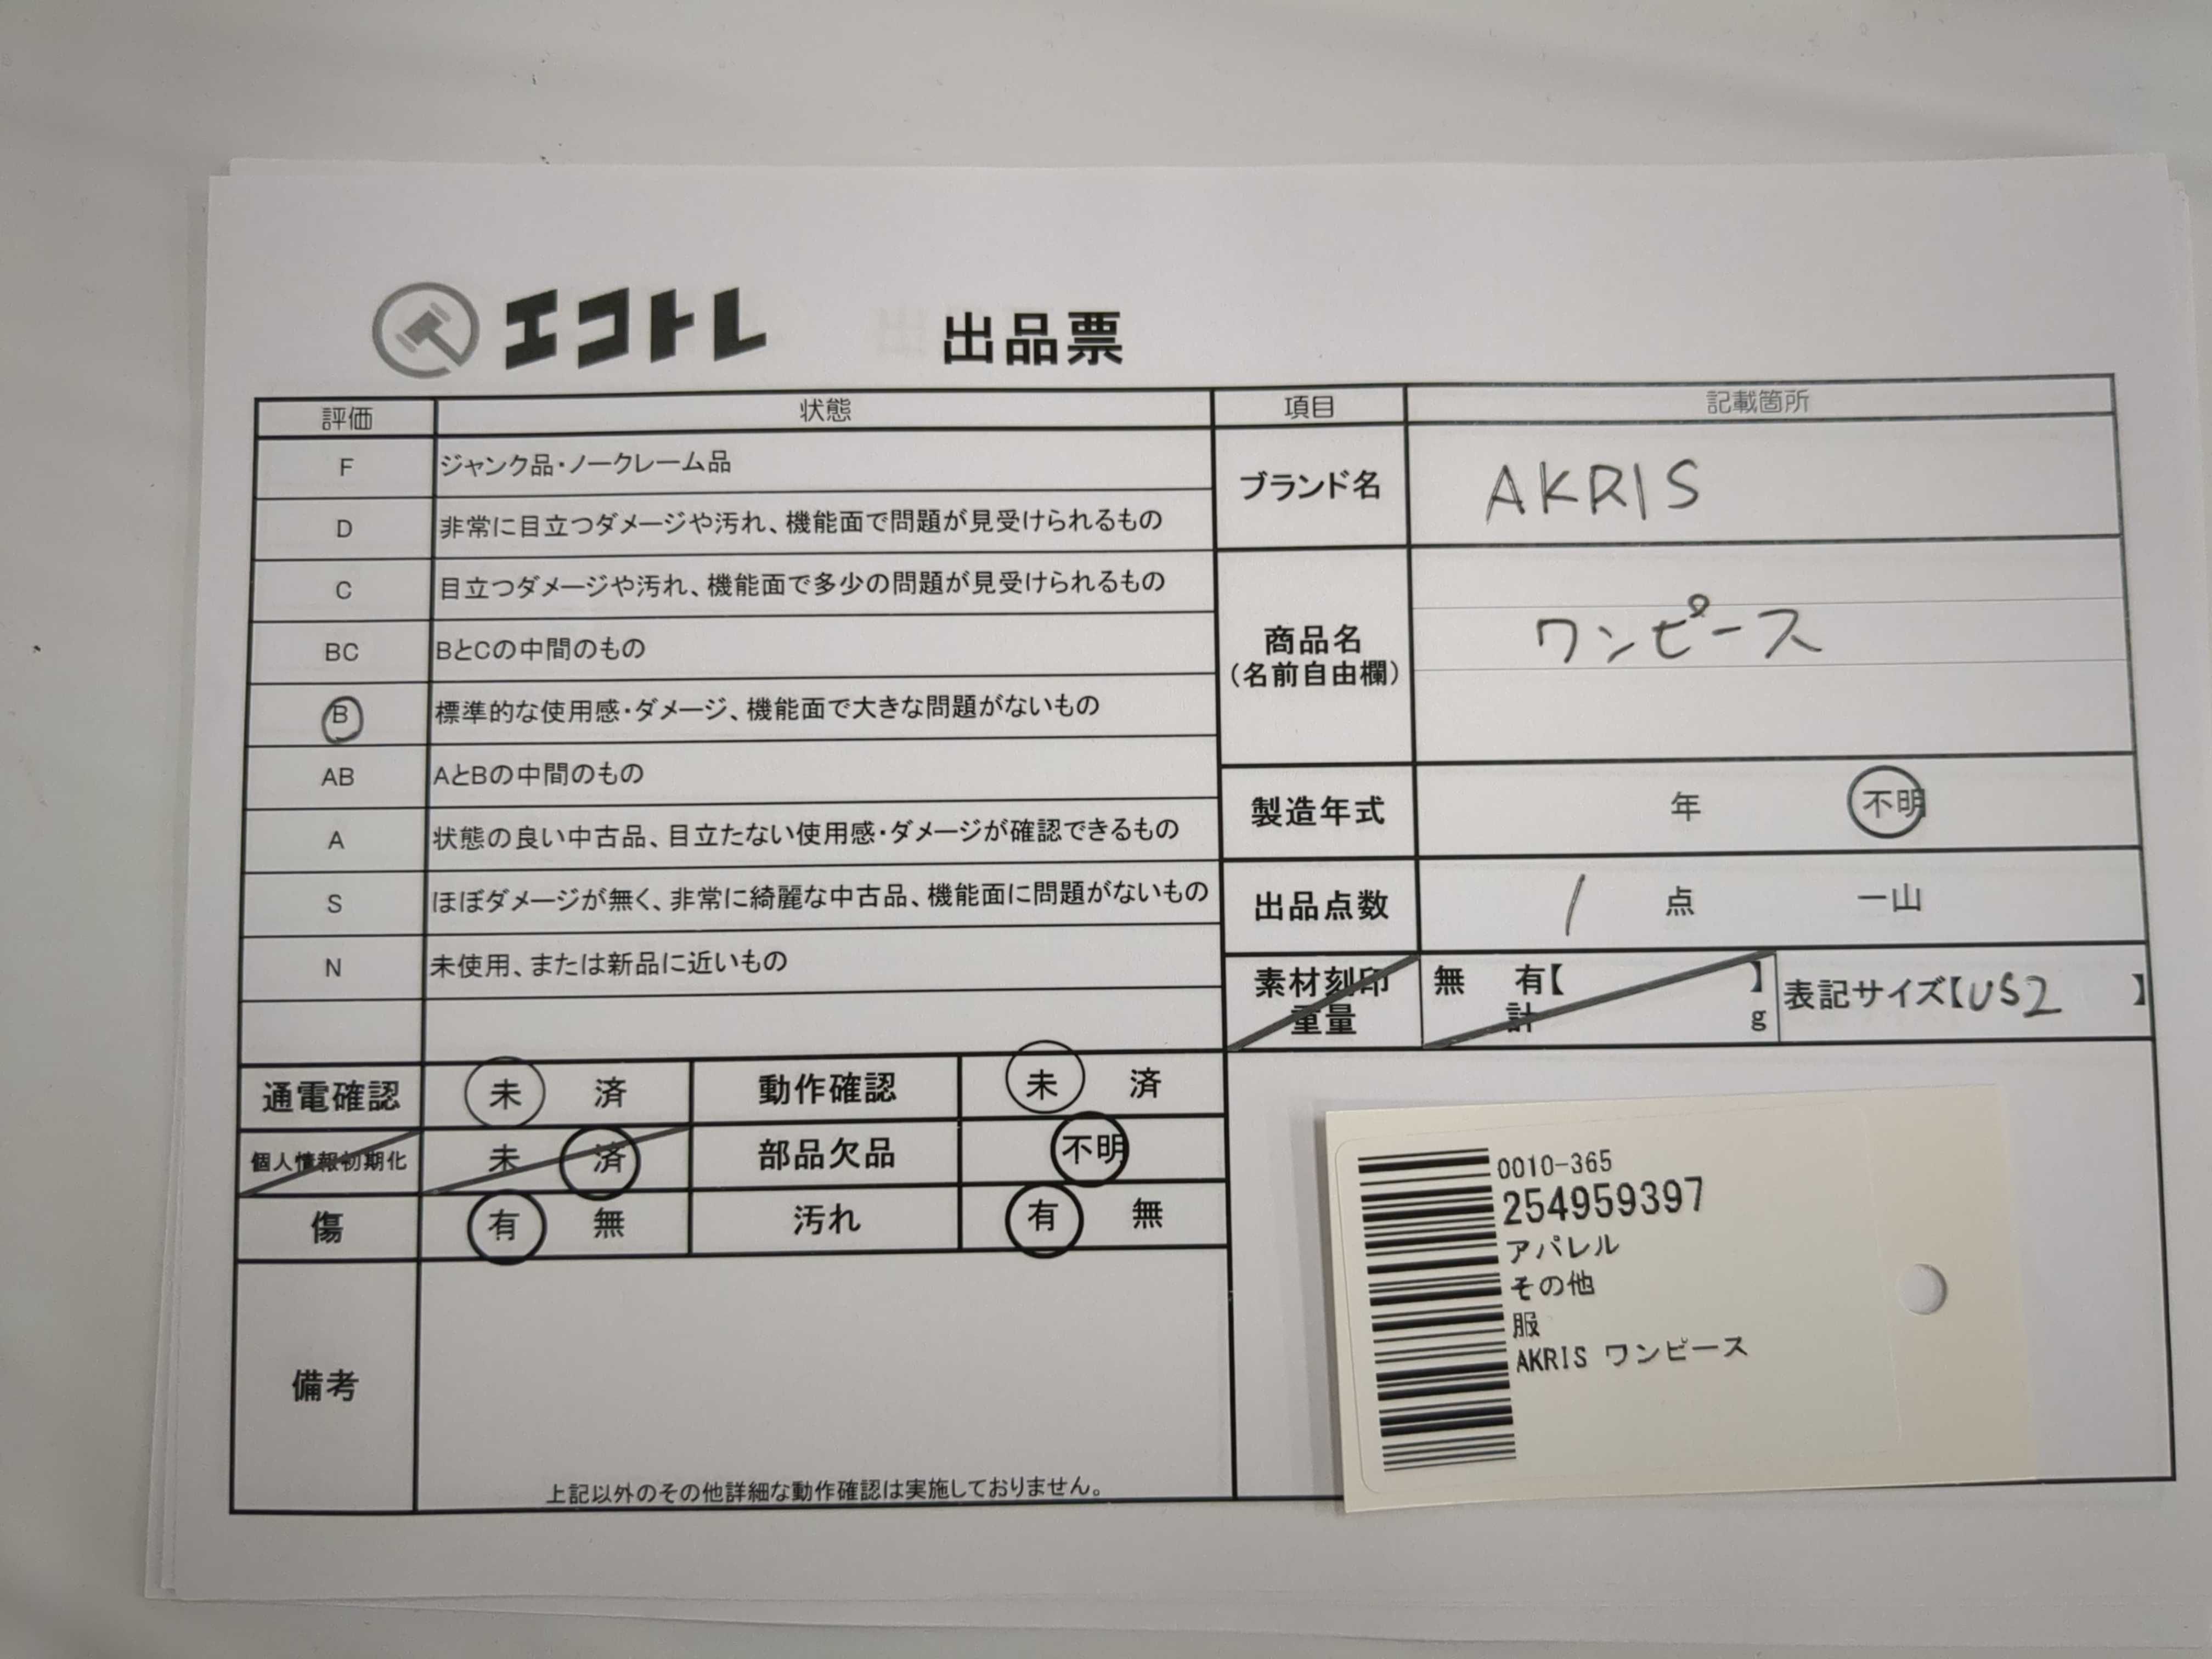 エコトレ 出品票
評価 状態 項目 記載箇所
F ジャンク品・ノークレーム品
D 非常に目立つダメージや汚れ、機能面で問題が見受けられるもの
C 目立つダメージや汚れ、機能面で多少の問題が見受けられるもの
BC BとCの中間のもの
B 標準的な使用感・ダメージ、機能面で大きな問題がないもの
AB AとBの中間のもの
A 状態の良い中古品、目立たない使用感・ダメージが確認できるもの
S ほぼダメージが無く、非常に綺麗な中古品、機能面に問題がないもの
N 未使用、または新品に近いもの
ブランド名 AKRIS
商品名 ワンピース
(名前自由欄)
製造年式 年 不明
出品点数 1 点 一山
素材刻印 無 有【 】 表記サイズ【US2 】
重量 計 g
通電確認 未 済 動作確認 未 済
個人情報初期化 未 済 部品欠品 不明
傷 有 無 汚れ 有 無
備考
上記以外のその他詳細な動作確認は実施しておりません。
0010-365
254959397
アパレル
その他
服
AKRIS ワンピース